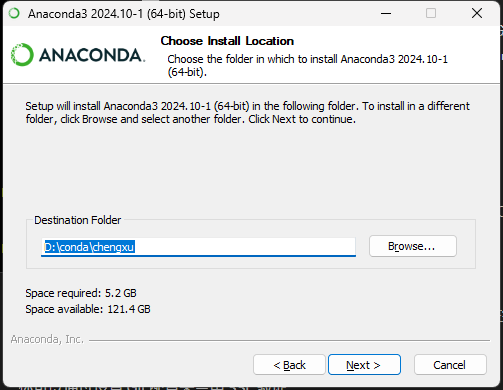 Anaconda3 2024.10-1 (64-bit) Setup
ANACONDA.
Choose Install Location
Choose the folder in which to install Anaconda3 2024.10-1
(64-bit).
Setup will install Anaconda3 2024.10-1 (64-bit) in the following folder. To install in a different
folder, click Browse and select another folder. Click Next to continue.
Destination Folder
D:\conda\chengxu
Browse...
Space required: 5.2 GB
Space available: 121.4 GB
Anaconda, Inc.
< Back
Next >
Cancel